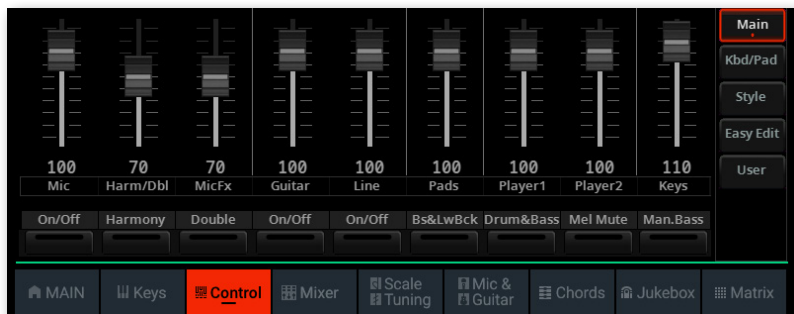 Main
Kbd/Pad
Style
Easy Edit
User
100 70 70 100 100 100 100 100 110
Mic Harm/Dbl MicFx Guitar Line Pads Player1 Player2 Keys
On/Off Harmony Double On/Off On/Off Bs&LwBck Drum&Bass Mel Mute Man.Bass
MAIN Keys Control Mixer Scale Tuning Mic & Guitar Chords Jukebox Matrix